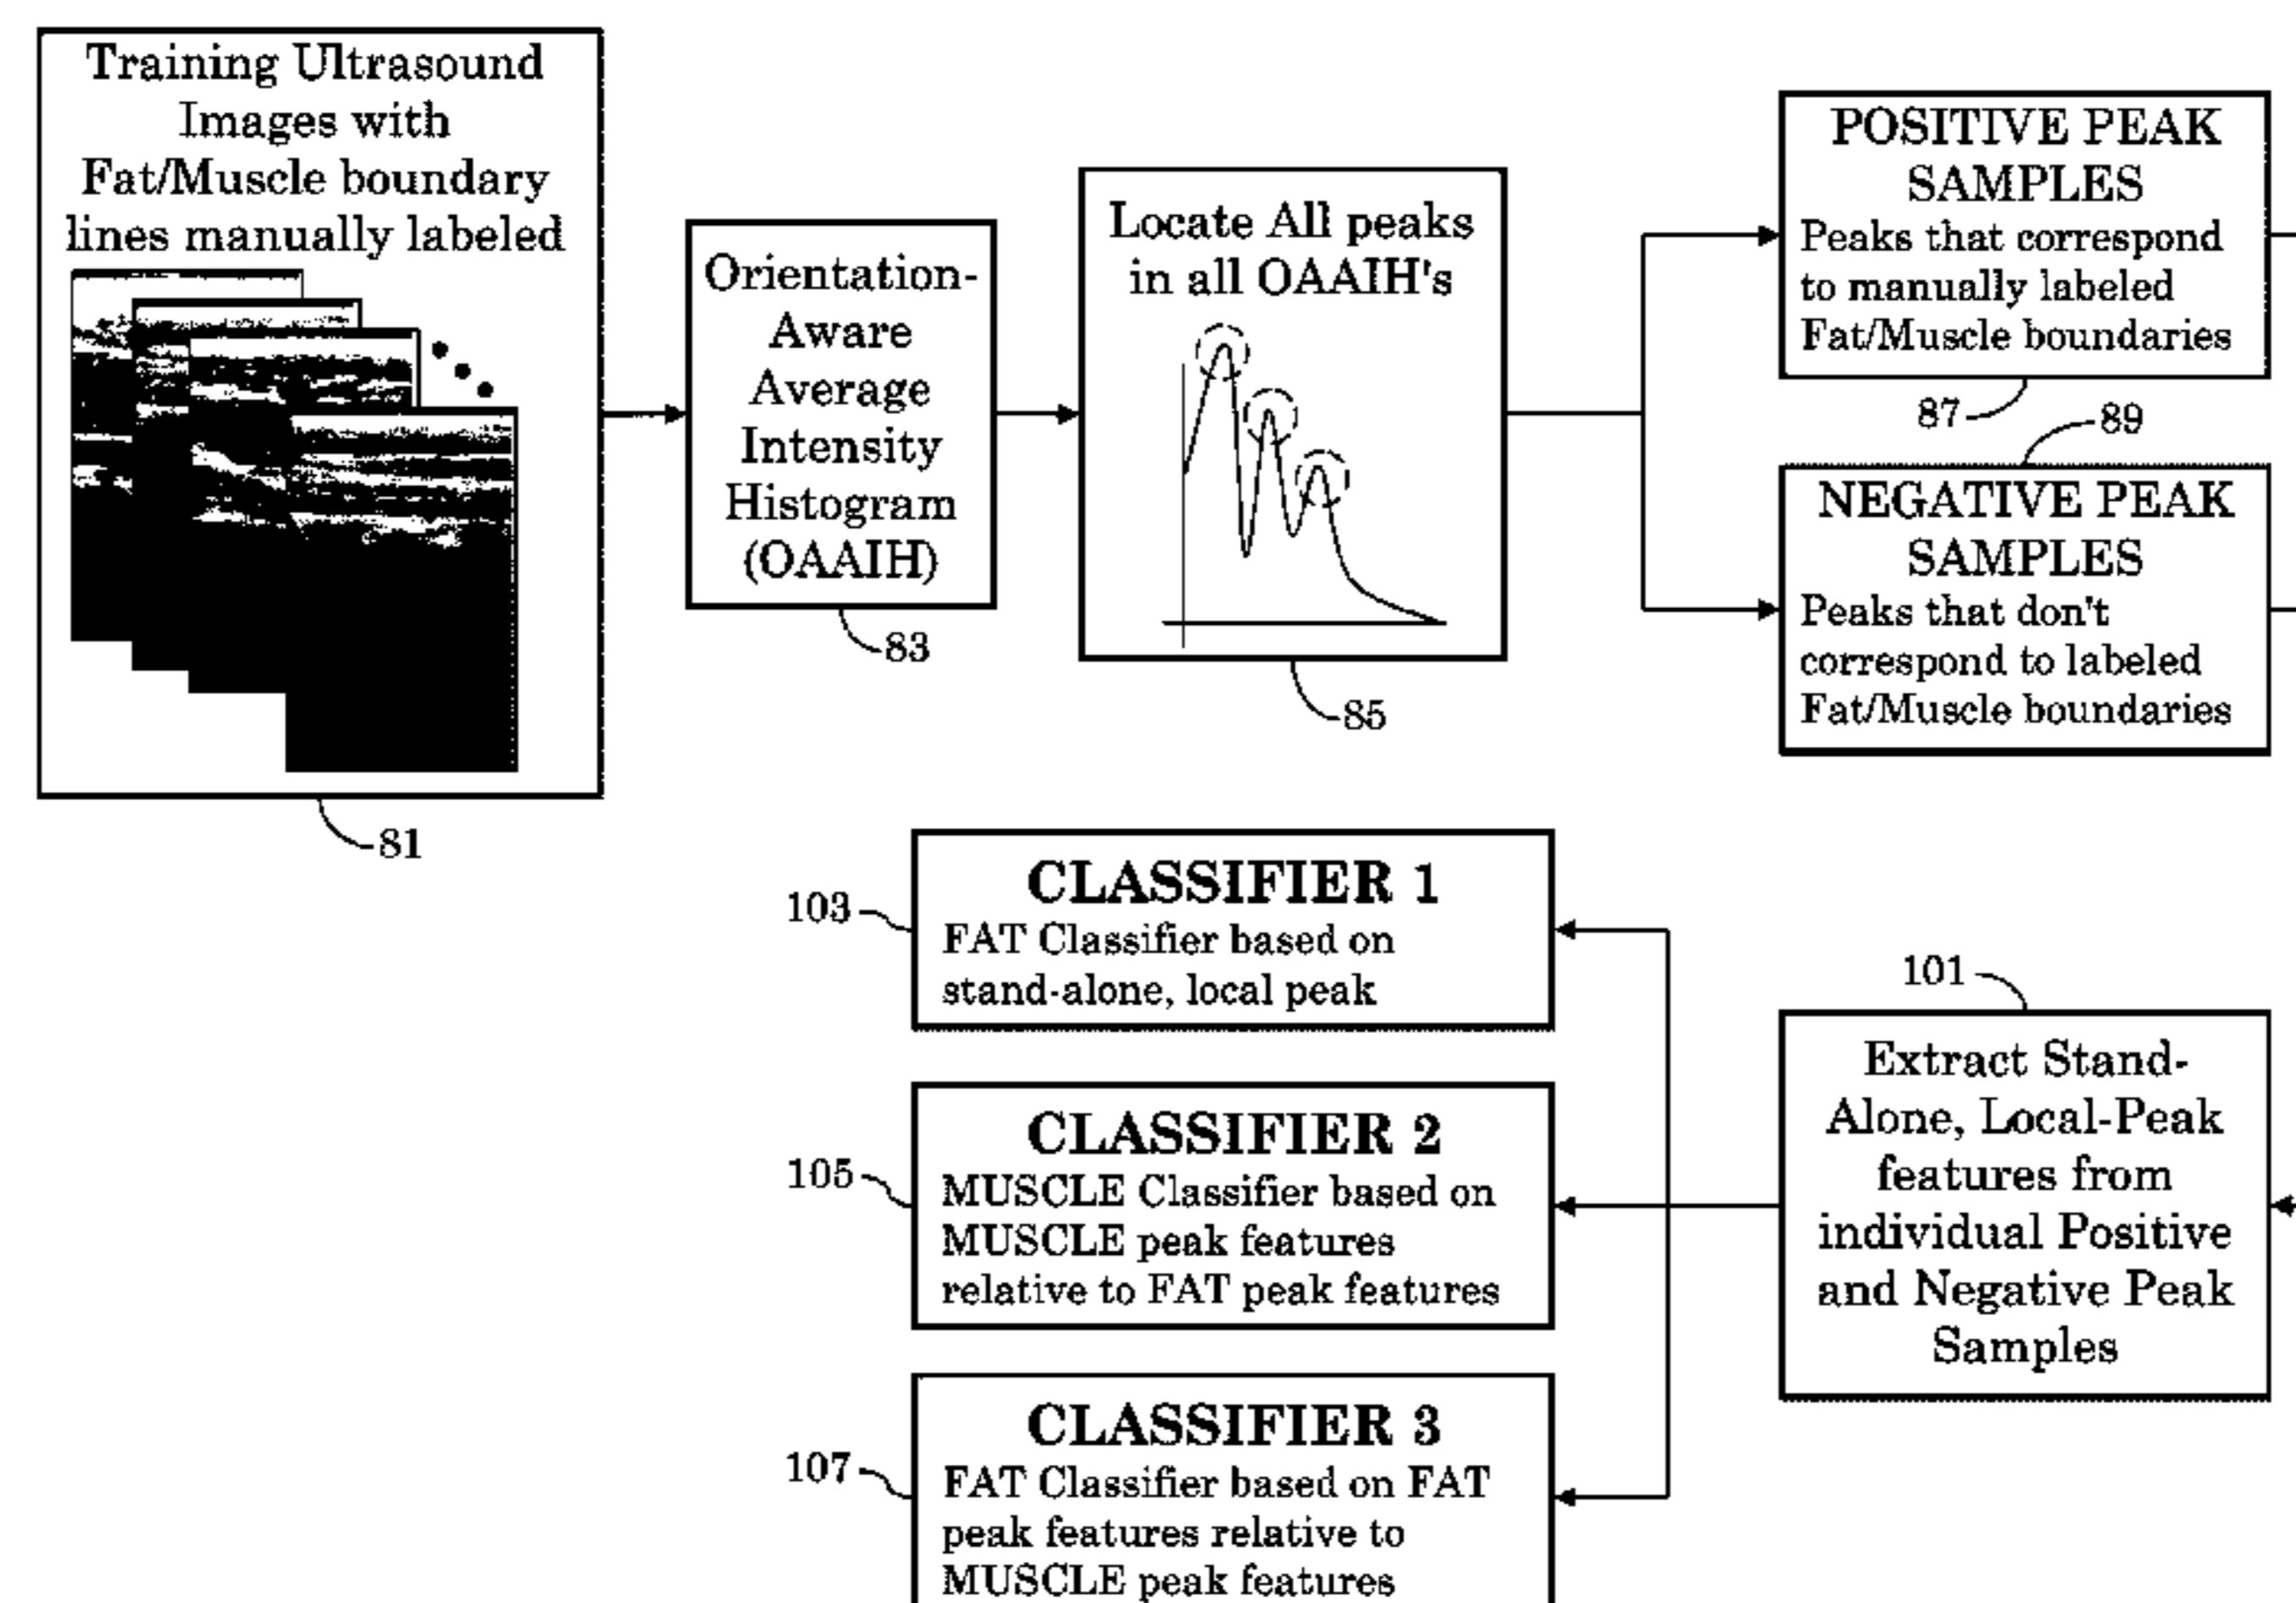 Training Ultrasound
Images with
Fat/Muscle boundary
lines manually labeled
81
Orientation-
Aware
Average
Intensity
Histogram
(OAAIH)
83
Locate All peaks
in all OAAIH's
85
POSITIVE PEAK
SAMPLES
Peaks that correspond
to manually labeled
Fat/Muscle boundaries
87
89
NEGATIVE PEAK
SAMPLES
Peaks that don't
correspond to labeled
Fat/Muscle boundaries
101
Extract Stand-
Alone, Local-Peak
features from
individual Positive
and Negative Peak
Samples
103
CLASSIFIER 1
FAT Classifier based on
stand-alone, local peak
105
CLASSIFIER 2
MUSCLE Classifier based on
MUSCLE peak features
relative to FAT peak features
107
CLASSIFIER 3
FAT Classifier based on FAT
peak features relative to
MUSCLE peak features